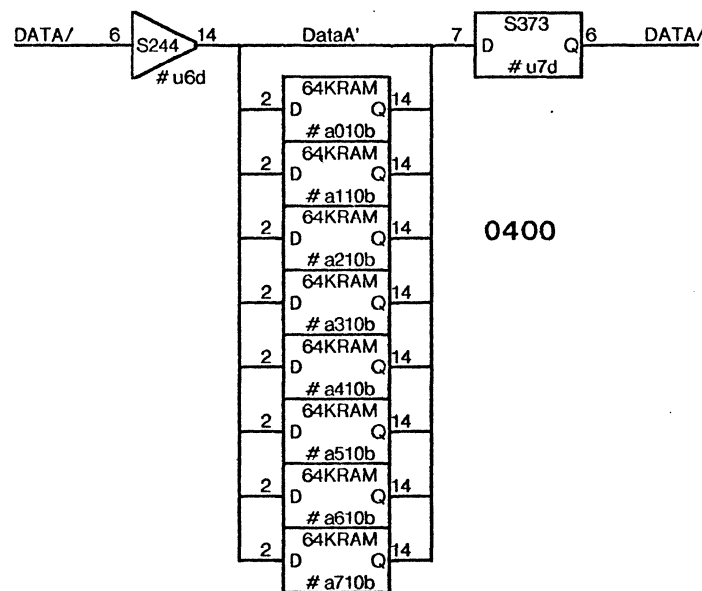 DATA/ 6 S244 14 DataA' 7 S373 6 DATA/
D Q
# u6d # u7d
64KRAM
2 D Q 14
# a010b
64KRAM
2 D Q 14
# a110b
64KRAM
2 D Q 14
# a210b
0400
64KRAM
2 D Q 14
# a310b
64KRAM
2 D Q 14
# a410b
64KRAM
2 D Q 14
# a510b
64KRAM
2 D Q 14
# a610b
64KRAM
2 D Q 14
# a710b